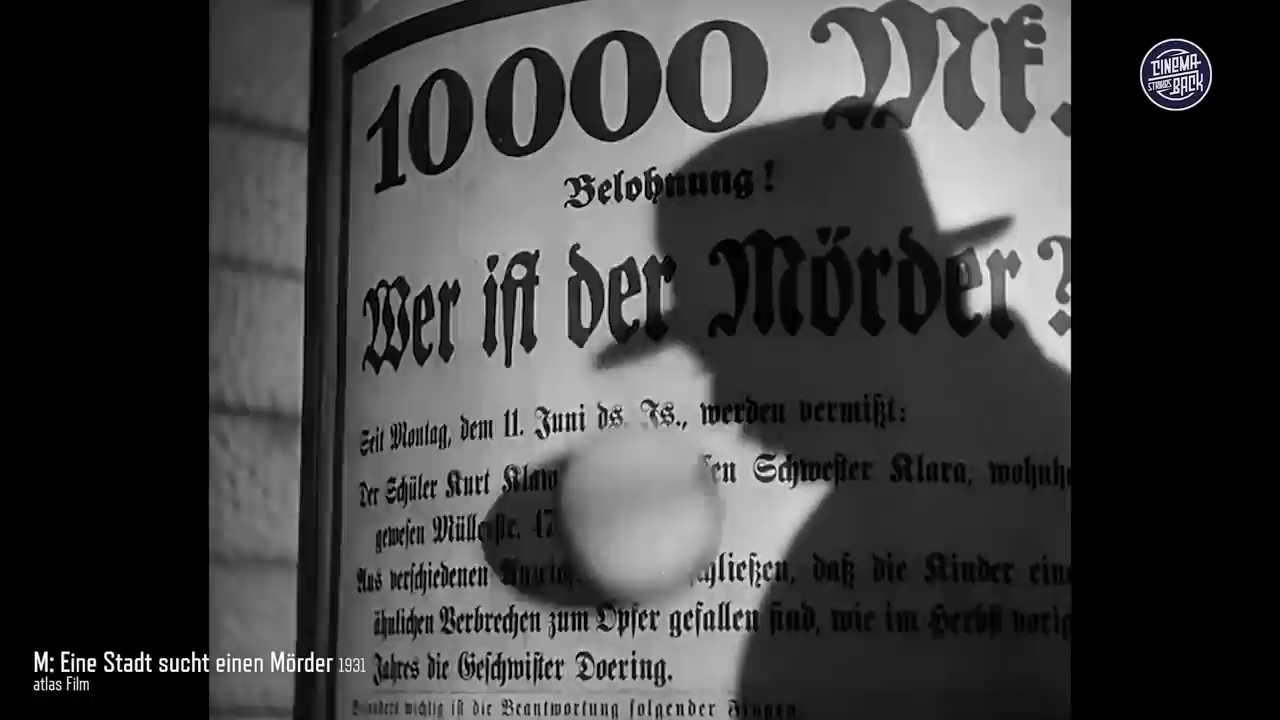 10000 Mk.
Belohnung!
Wer ist der Mörder?
Seit Montag, dem 11. Juni ds. Js., werden vermißt:
Der Schüler Kurt Klaw Schwester Klara, wohnh
gewesen Müllerstr. 47
Aus verschiedenen schließen, daß die Kinder eine
ähnlichen Verbrechen zum Opfer gefallen sind, wie im Herbst vorig
Jahres die Geschwister Doering.
wichtig ist die Beantwortung folgender Fragen
CINEMA
STRIKES
BACK
M: Eine Stadt sucht einen Mörder 1931
atlas Film